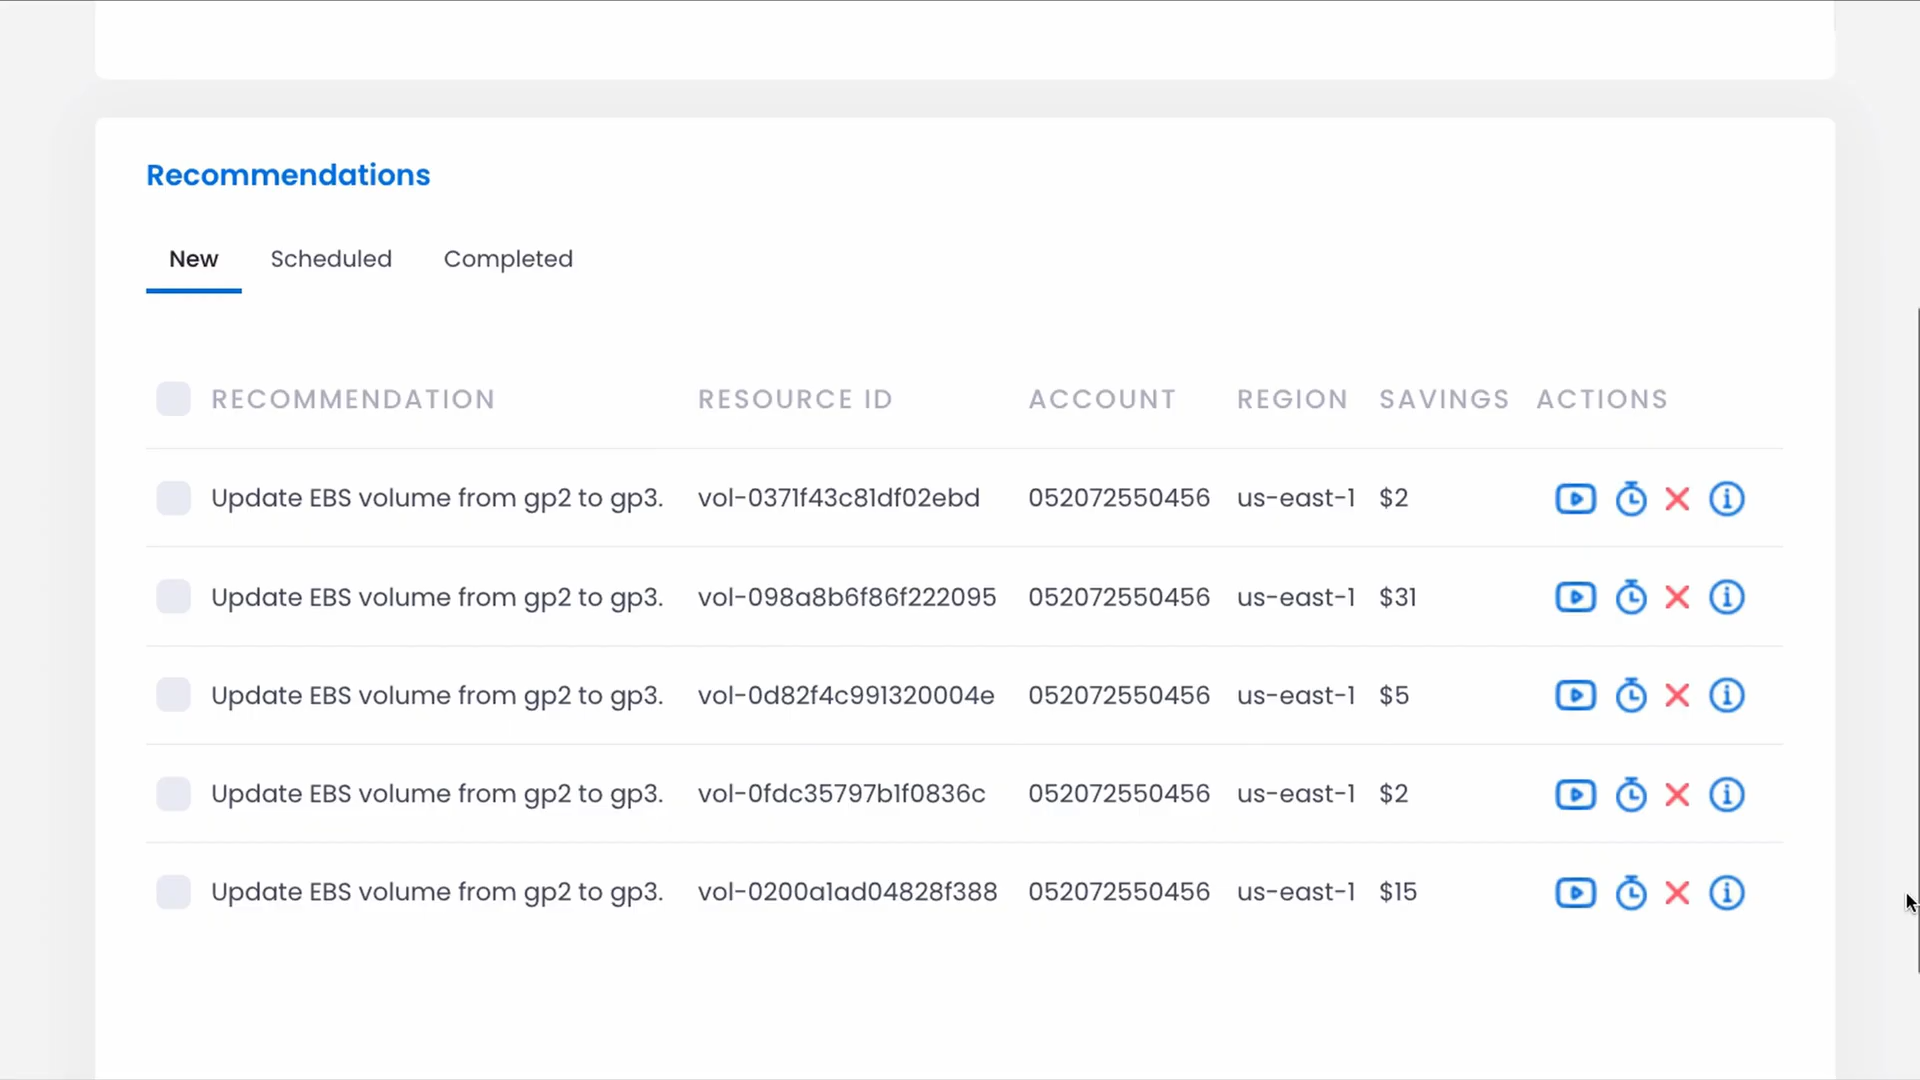 Recommendations
New Scheduled Completed
RECOMMENDATION RESOURCE ID ACCOUNT REGION SAVINGS ACTIONS
Update EBS volume from gp2 to gp3. vol-0371f43c81df02ebd 052072550456 us-east-1 $2
Update EBS volume from gp2 to gp3. vol-098a8b6f86f222095 052072550456 us-east-1 $31
Update EBS volume from gp2 to gp3. vol-0d82f4c991320004e 052072550456 us-east-1 $5
Update EBS volume from gp2 to gp3. vol-0fdc35797b1f0836c 052072550456 us-east-1 $2
Update EBS volume from gp2 to gp3. vol-0200a1ad04828f388 052072550456 us-east-1 $15